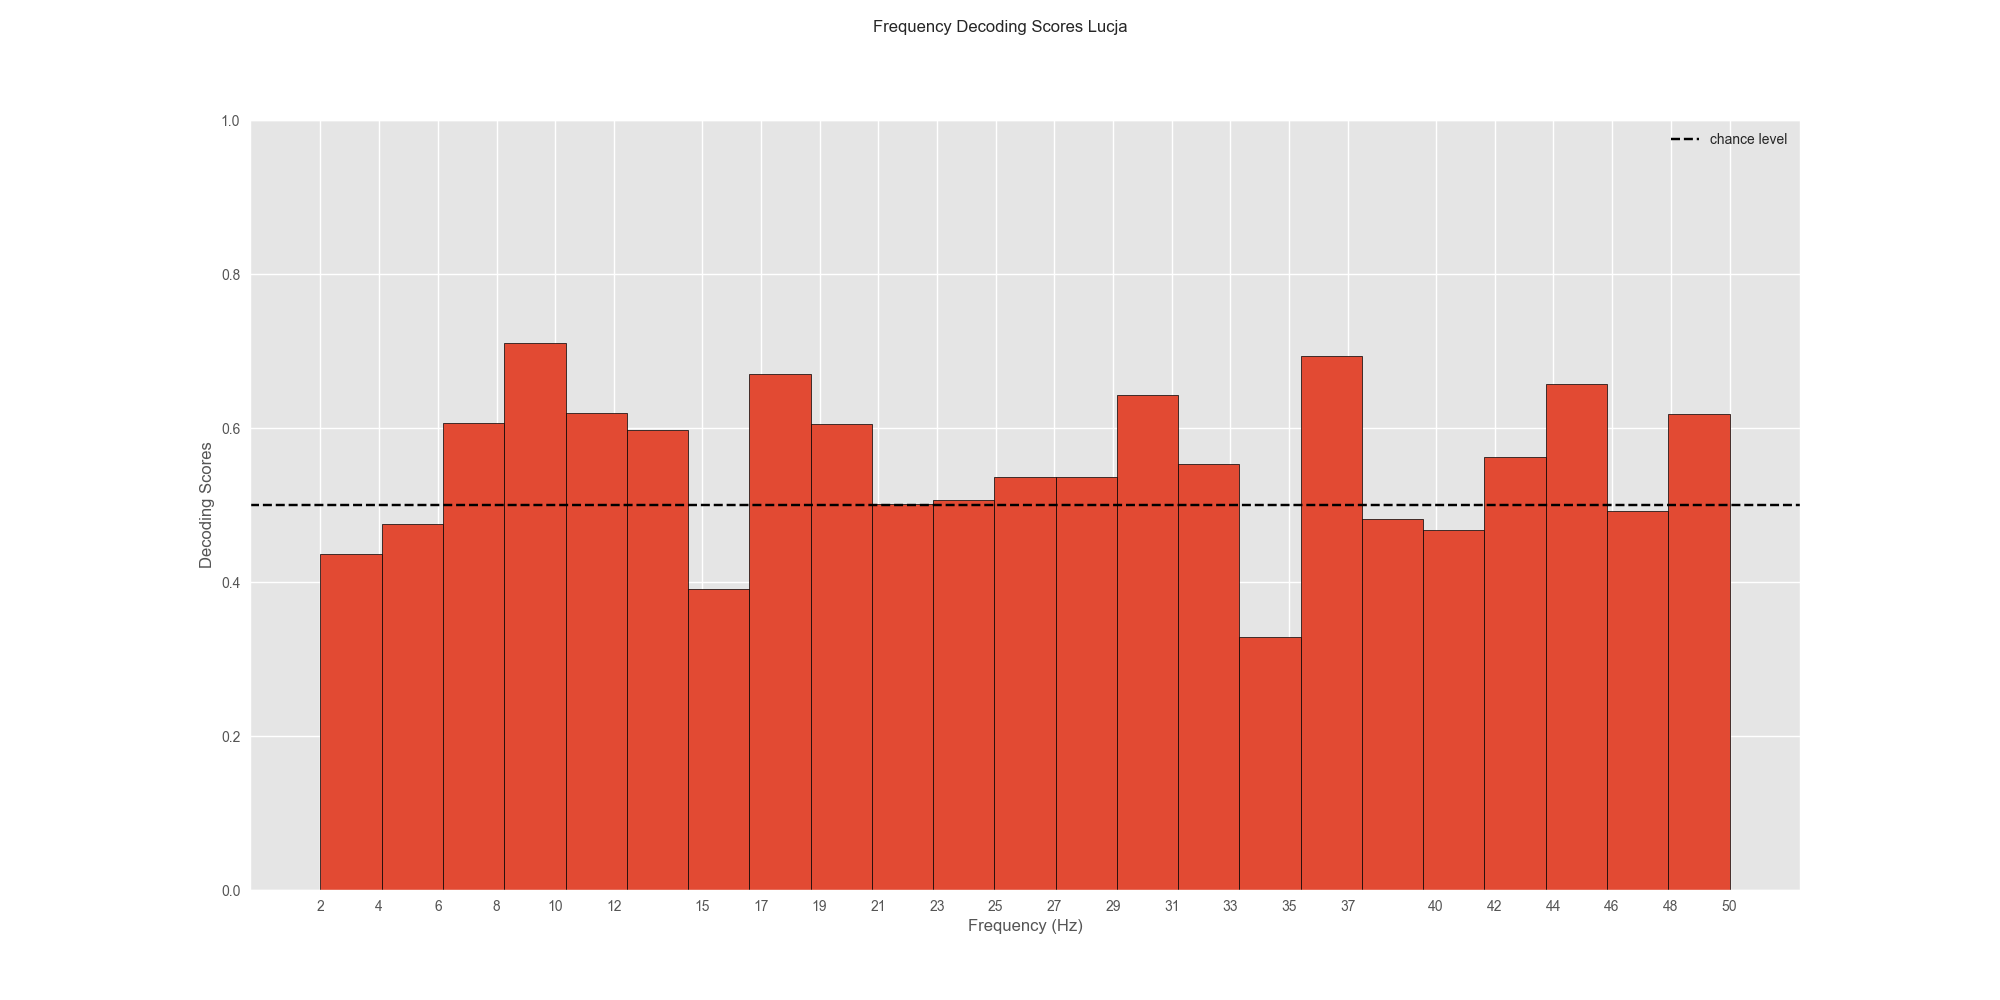 Frequency Decoding Scores Lucja
1.0
chance level
0.8
0.6
Decoding Scores
0.4
0.2
0.0
2 4 6 8 10 12 15 17 19 21 23 25 27 29 31 33 35 37 40 42 44 46 48 50
Frequency (Hz)